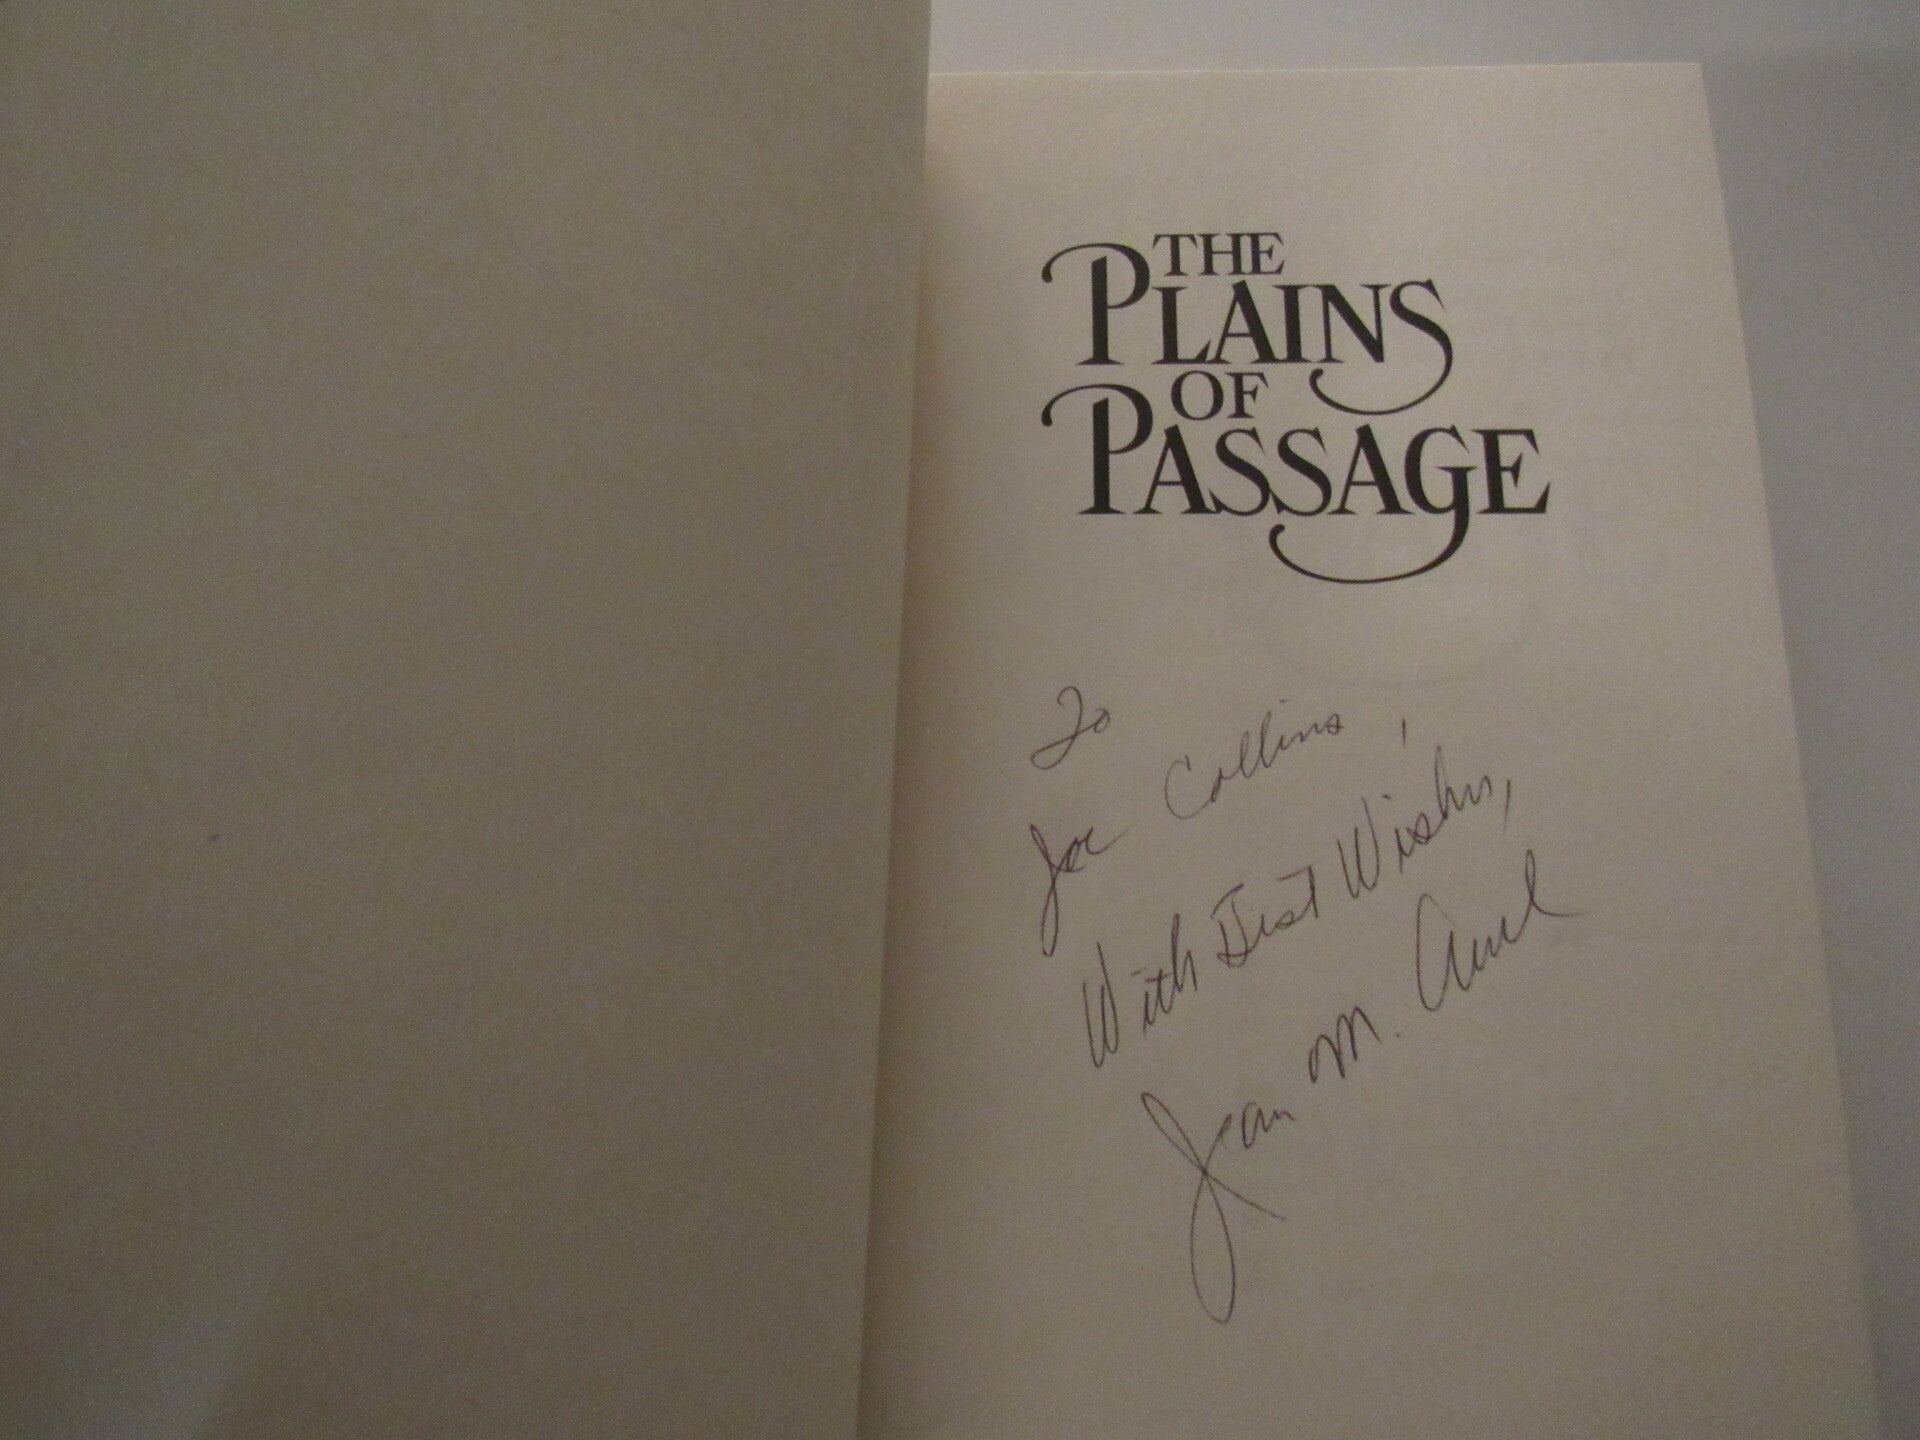 THE
PLAINS
OF
PASSAGE
To
Joe Collins,
With Best Wishes,
Jean M. Auel